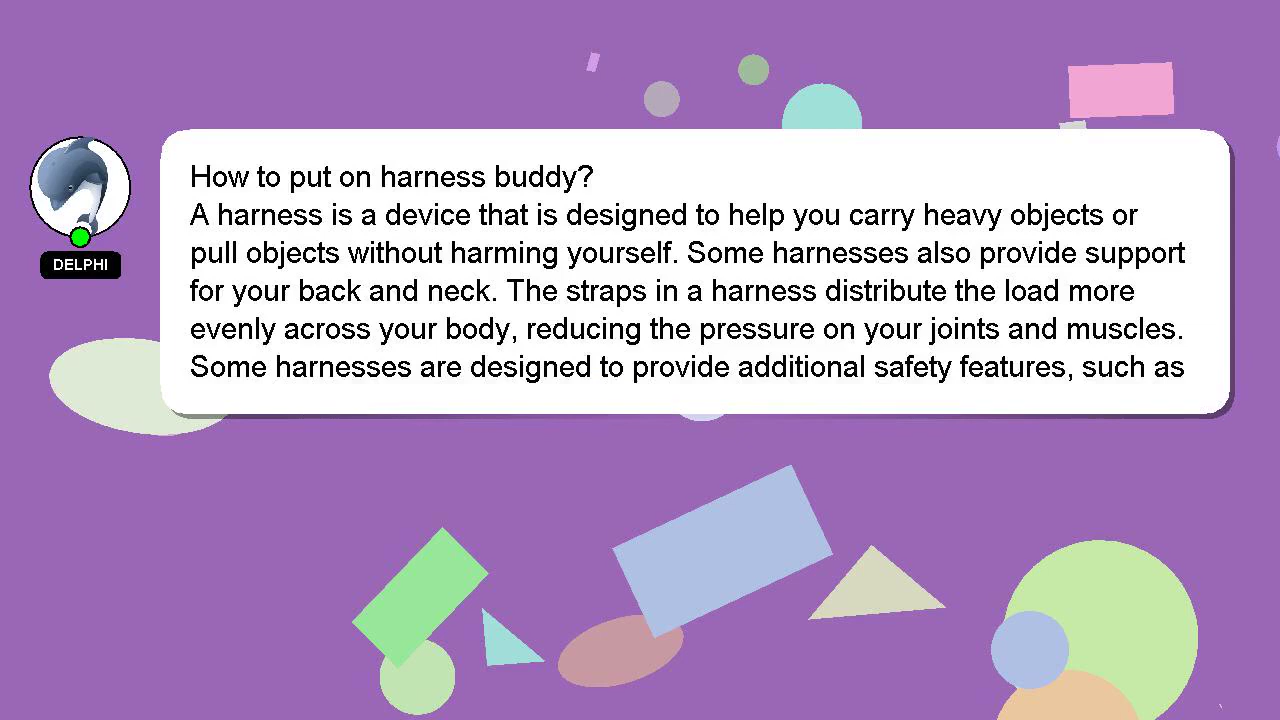 How to put on harness buddy?
A harness is a device that is designed to help you carry heavy objects or
pull objects without harming yourself. Some harnesses also provide support
for your back and neck. The straps in a harness distribute the load more
evenly across your body, reducing the pressure on your joints and muscles.
Some harnesses are designed to provide additional safety features, such as
DELPHI